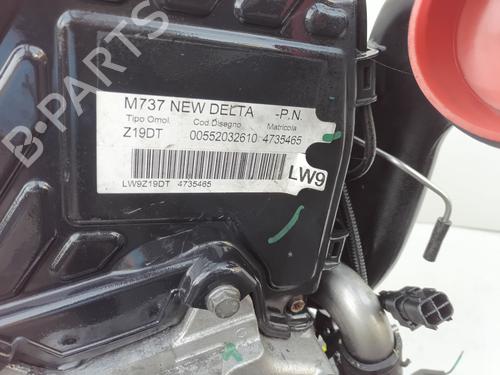 B-PARTS
M737 NEW DELTA -P.N.
Tipo Omol. Cod.Disegno Matricola
Z19DT 00552032610 4735465
LW9
LW9Z19DT 4735465